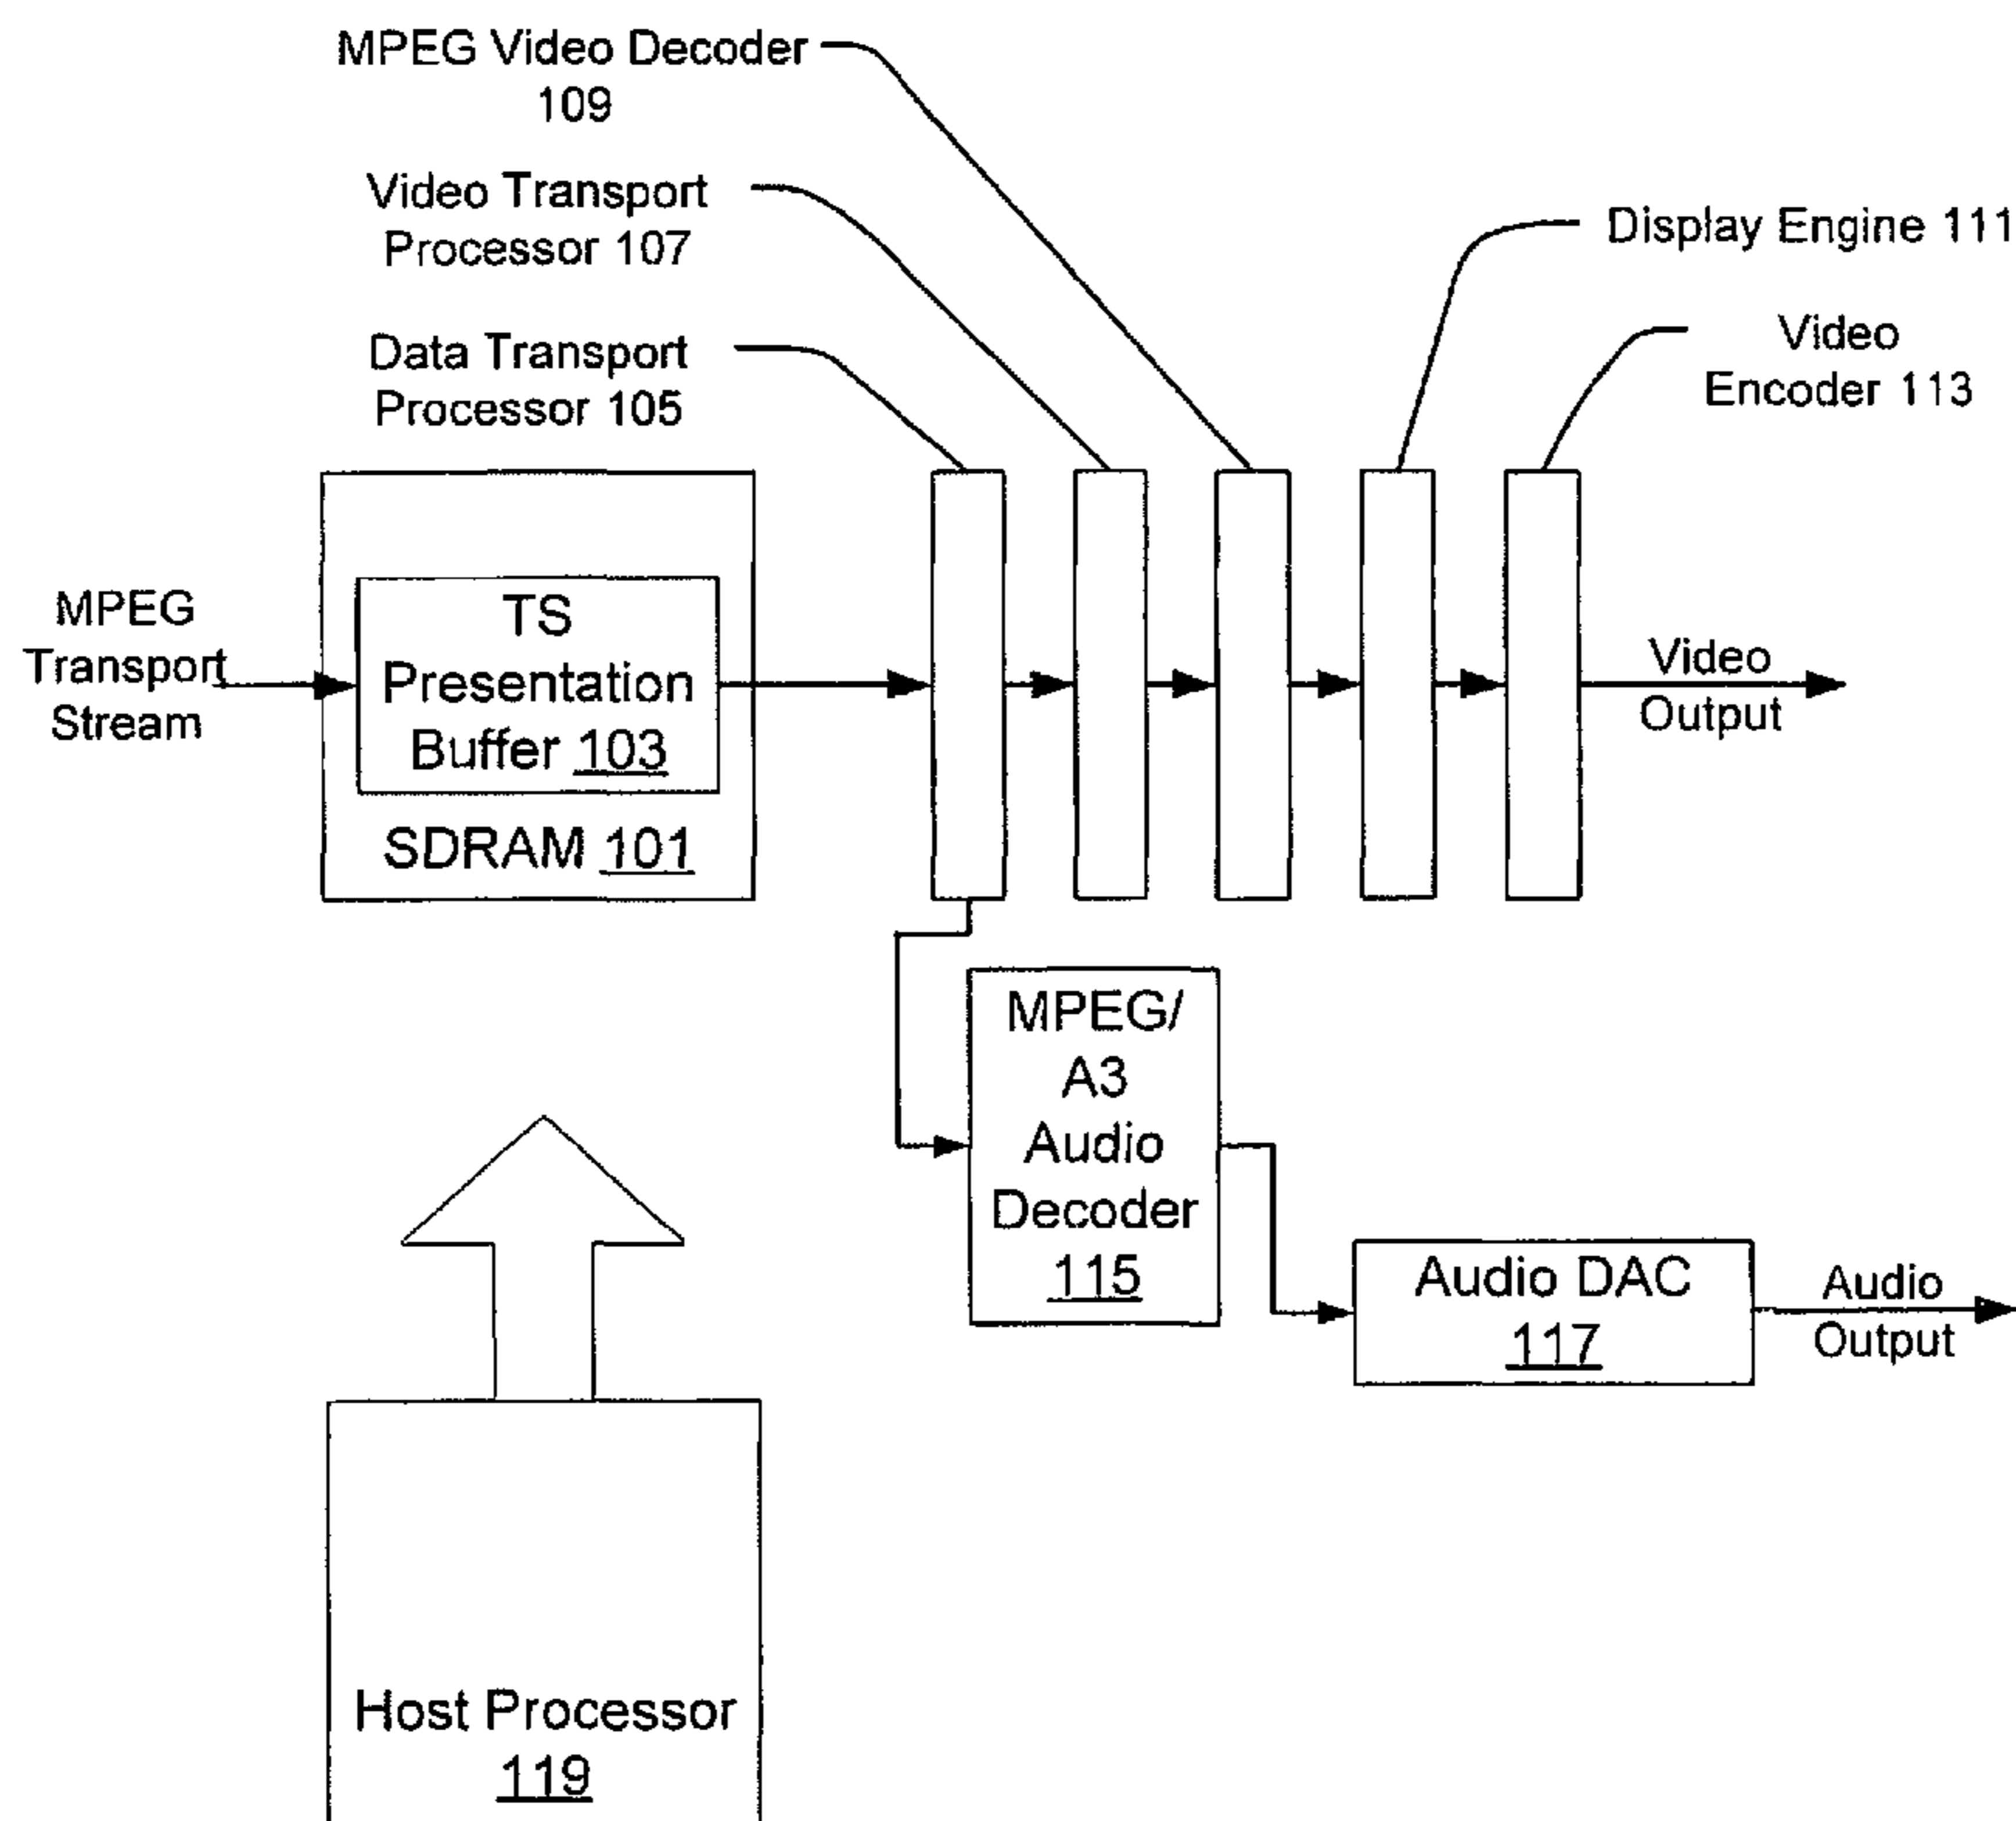 MPEG Video Decoder
109
Video Transport
Processor 107
Data Transport
Processor 105
Display Engine 111
Video
Encoder 113
MPEG
Transport
Stream
TS
Presentation
Buffer 103
SDRAM 101
Video
Output
MPEG/
A3
Audio
Decoder
115
Audio DAC
117
Audio
Output
Host Processor
119